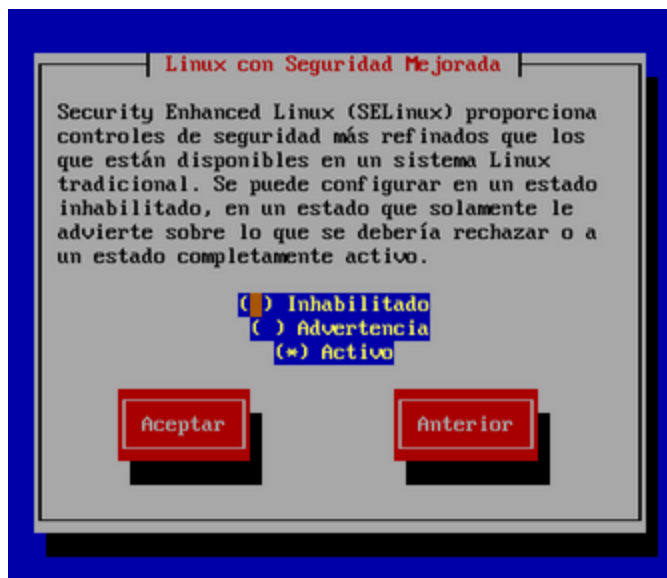 Linux con Seguridad Mejorada
Security Enhanced Linux (SELinux) proporciona
controles de seguridad más refinados que los
que están disponibles en un sistema Linux
tradicional. Se puede configurar en un estado
inhabilitado, en un estado que solamente le
advierte sobre lo que se debería rechazar o a
un estado completamente activo.
( ) Inhabilitado
( ) Advertencia
(*) Activo
Aceptar
Anterior